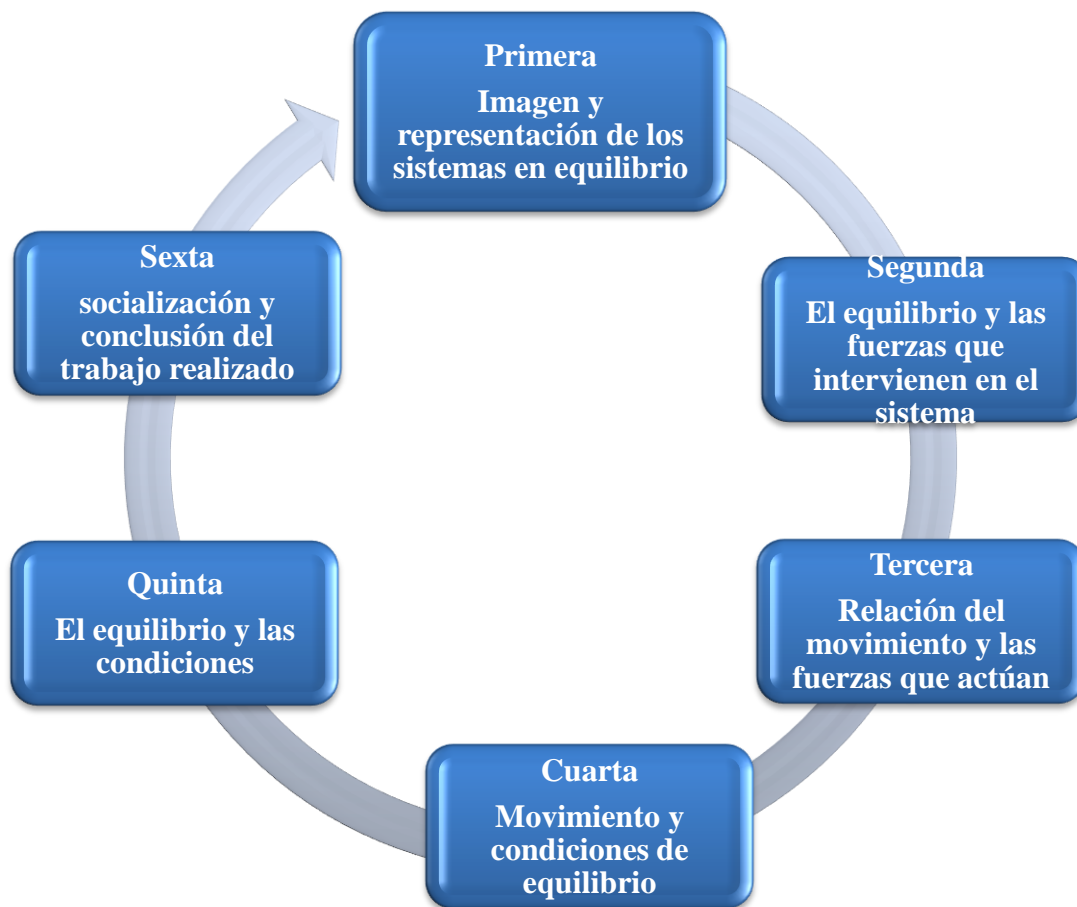 Primera
Imagen y
representación de los
sistemas en equilibrio
Segunda
El equilibrio y las
fuerzas que
intervienen en el
sistema
Tercera
Relación del
movimiento y las
fuerzas que actúan
Cuarta
Movimiento y
condiciones de
equilibrio
Quinta
El equilibrio y las
condiciones
Sexta
socialización y
conclusión del
trabajo realizado